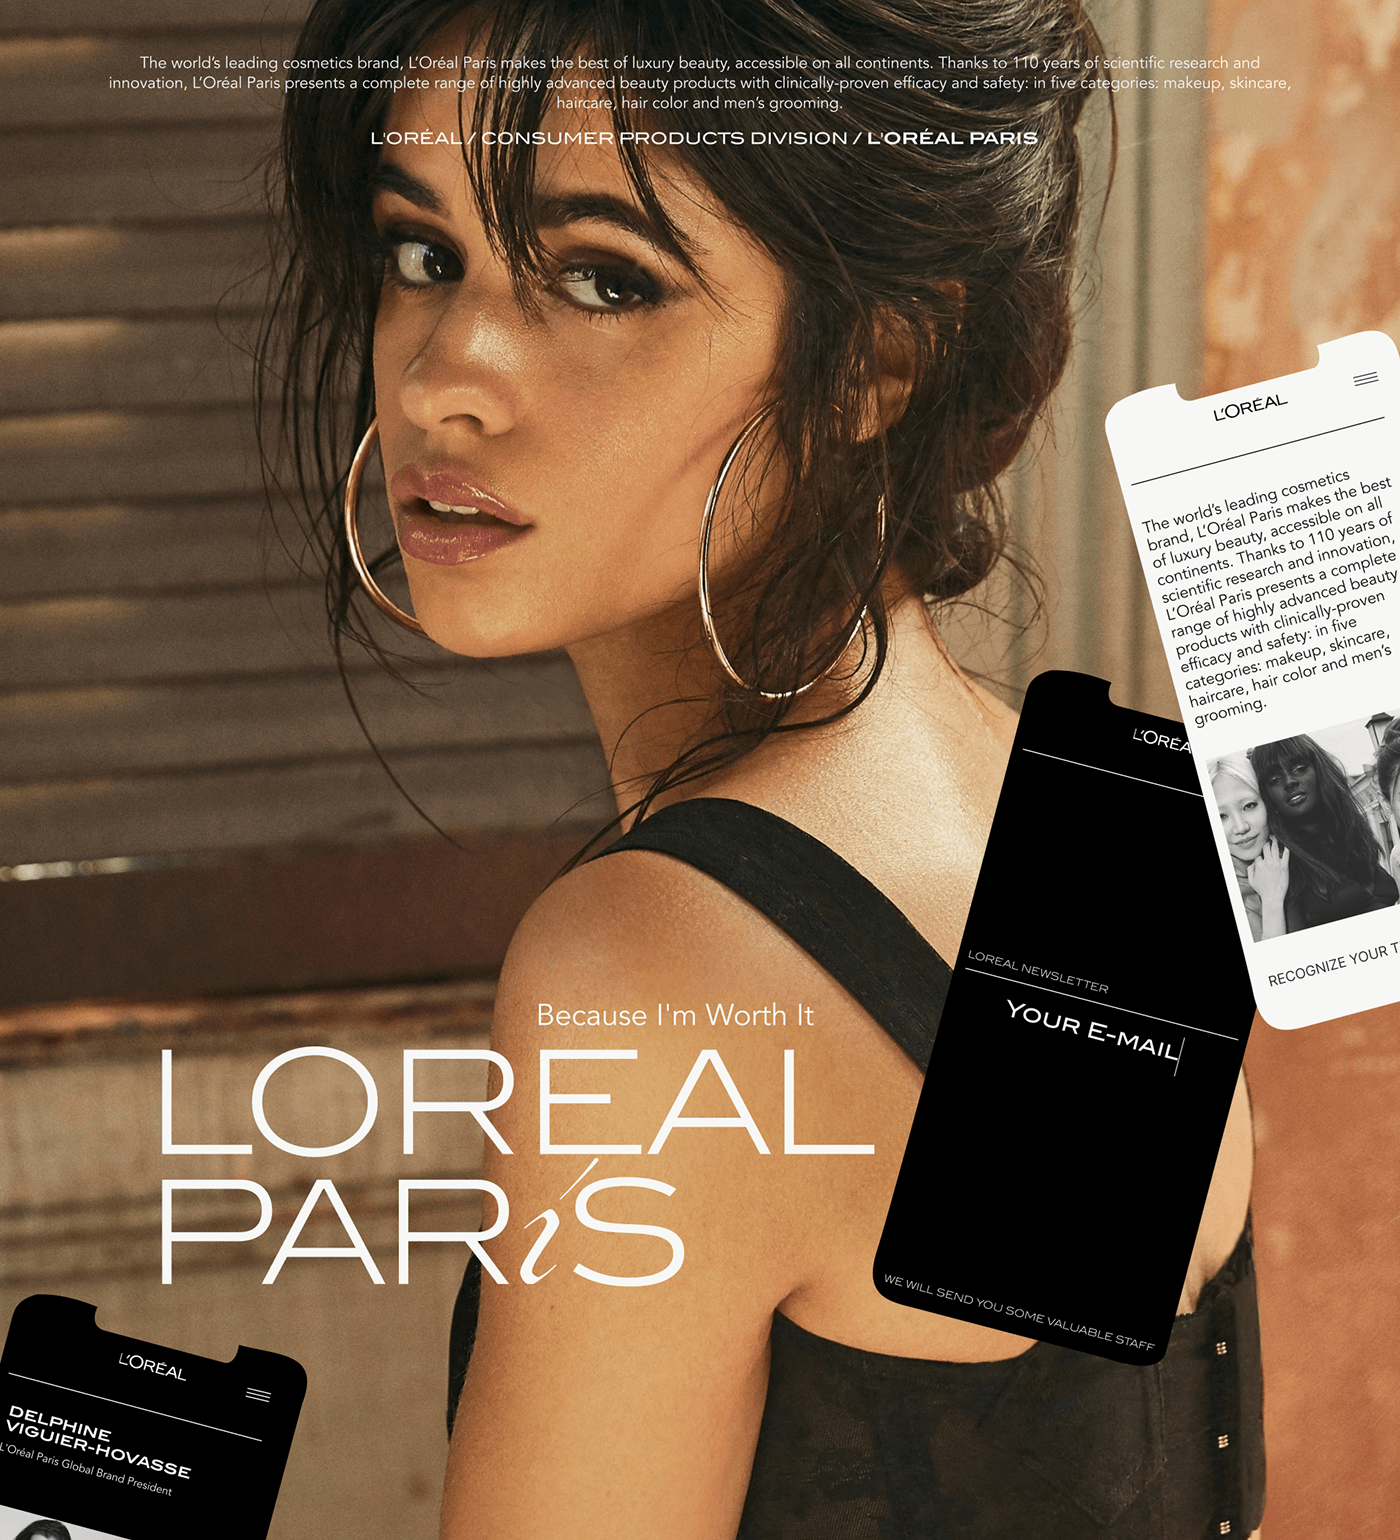 The world's leading cosmetics brand, L'Oréal Paris makes the best of luxury beauty, accessible on all continents. Thanks to 110 years of scientific research and
innovation, L'Oréal Paris presents a complete range of highly advanced beauty products with clinically-proven efficacy and safety: in five categories: makeup, skincare,
haircare, hair color and men's grooming.
L'ORÉAL / CONSUMER PRODUCTS DIVISION / L'ORÉAL PARIS
L'ORÉAL
The world's leading cosmetics
brand, L'Oréal Paris makes the best
of luxury beauty, accessible on all
continents. Thanks to 110 years of
scientific research and innovation,
L'Oréal Paris presents a complete
range of highly advanced beauty
products with clinically-proven
efficacy and safety: in five
categories: makeup, skincare,
haircare, hair color and men's
grooming.
RECOGNIZE YOUR
L'ORÉA
LOREAL NEWSLETTER
YOUR E-MAIL
WE WILL SEND YOU SOME VALUABLE STAFF
Because I'm Worth It
LOREAL
PARiS
L'ORÉAL
DELPHINE
VIGUIER-HOVASSE
L'Oréal Paris Global Brand President